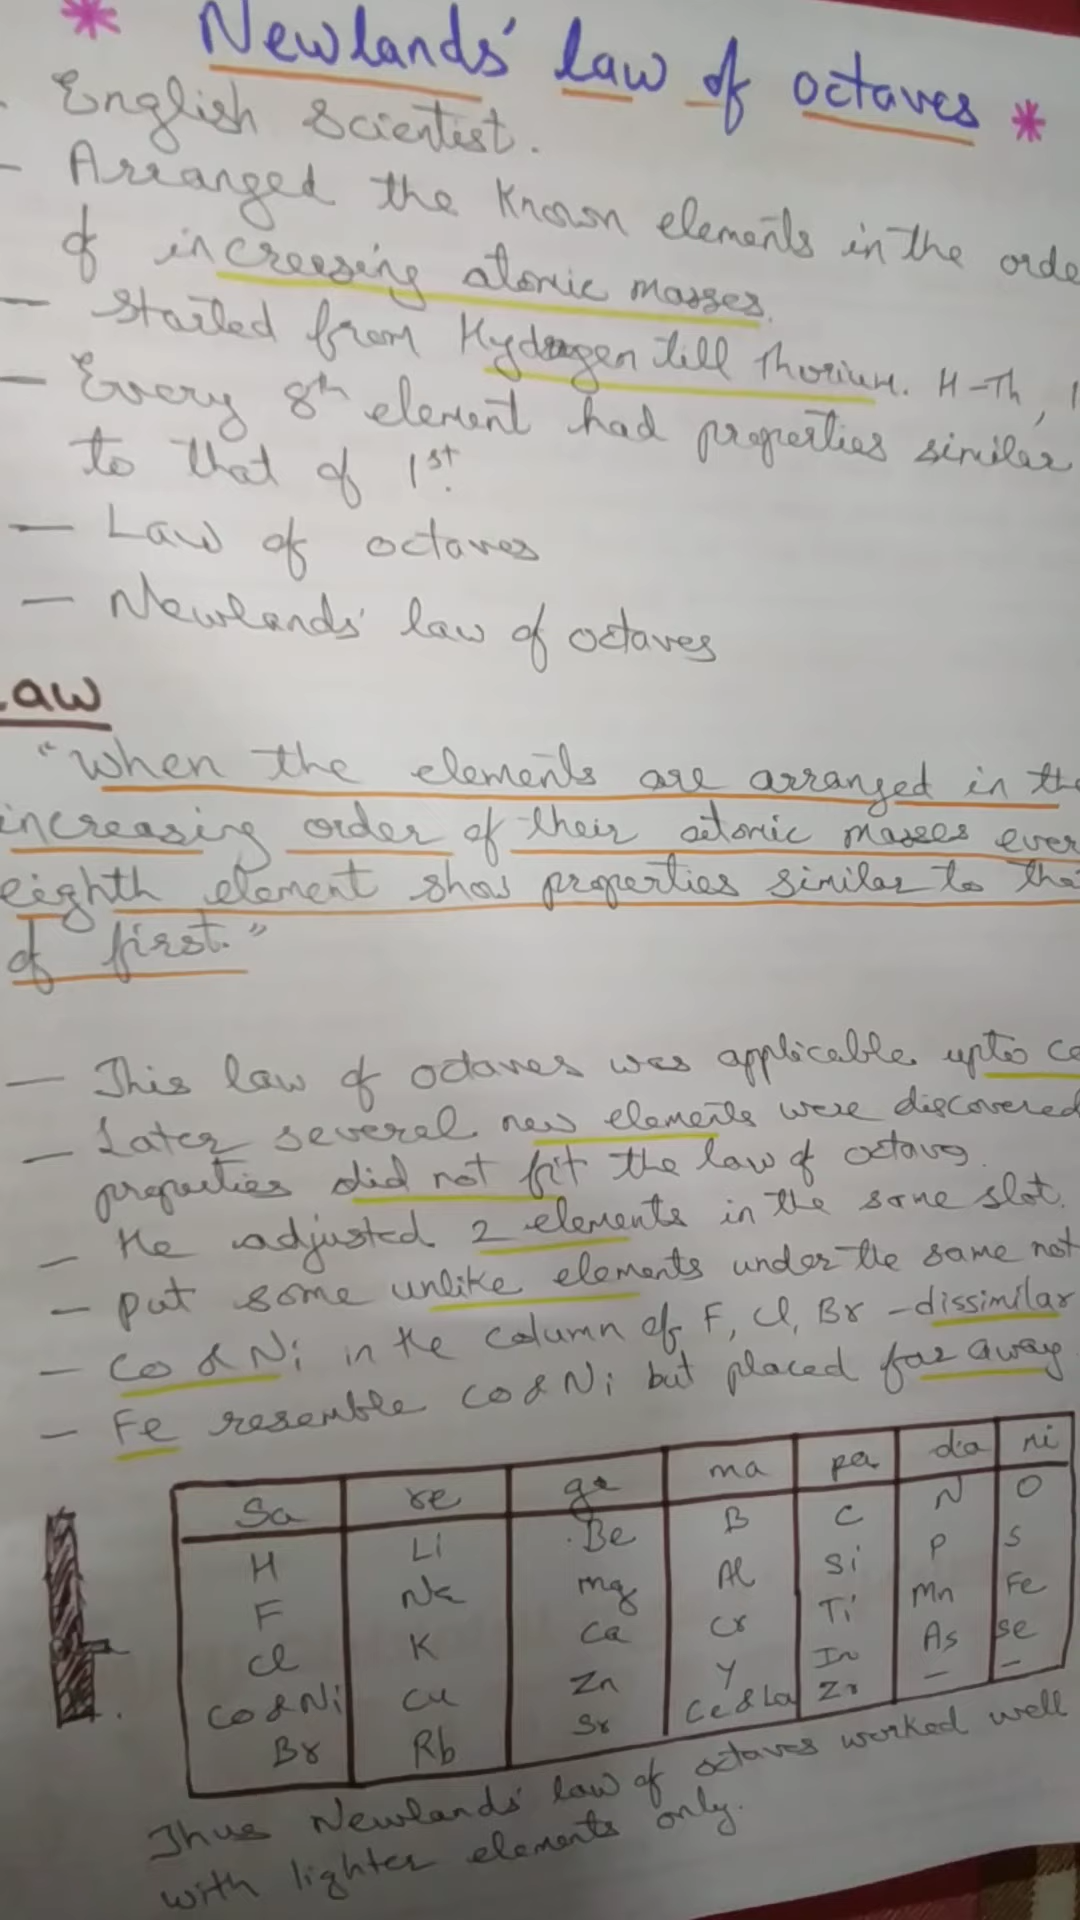 * Newlands' law of octaves *
- English scientist.
- Arranged the known elements in the orde
of increasing atomic masses.
- started from Hydrogen till Thorium. H-Th, 1
- Every 8th element had properties similar
to that of 1st.
- Law of octaves
- Newlands' law of octaves
Law
"When the elements are arranged in the
increasing order of their atomic masses ever
eighth element show properties similar to tha
of first."
- This law of octaves was applicable upto Ca
- Later several new elements were discovered
properties did not fit the law of octave.
- He adjusted 2 elements in the same slot.
- put some unlike elements under the same not
- Co & Ni in the column of F, Cl, Br - dissimilar
- Fe resemble Co & Ni but placed far away
Sa re ga ma pa da ni
H Li Be B C N O
F Na Mg Al Si P S
Cl K Ca Cr Ti Mn Fe
Co & Ni Cu Zn Y In As Se
Br Rb Sr Ce & La Zr - -
Thus Newlands' law of octaves worked well
with lighter elements only.